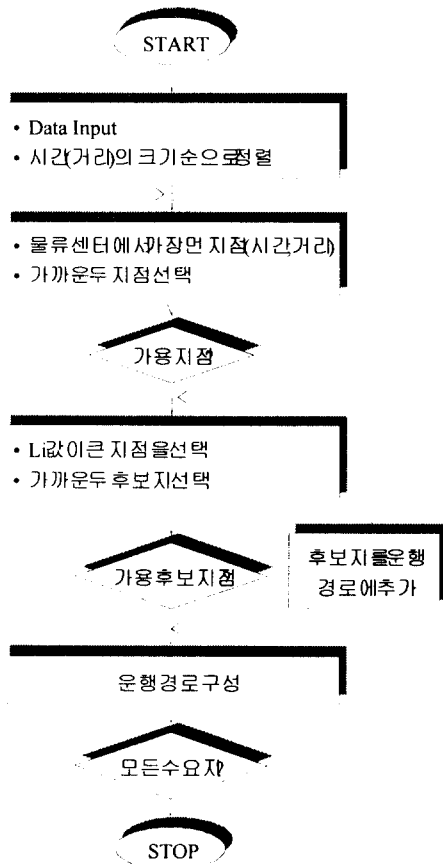 START
• Data Input
• 시간(거리)의 크기순으로정렬
• 물류센터에서가장먼 지점(시간,거리)
• 가까운두 지점선택
가용지점
• Li값이큰 지점을선택
• 가까운두 후보지선택
가용후보지점
후보지를운행
경로에추가
운행경로구성
모든수요지
STOP